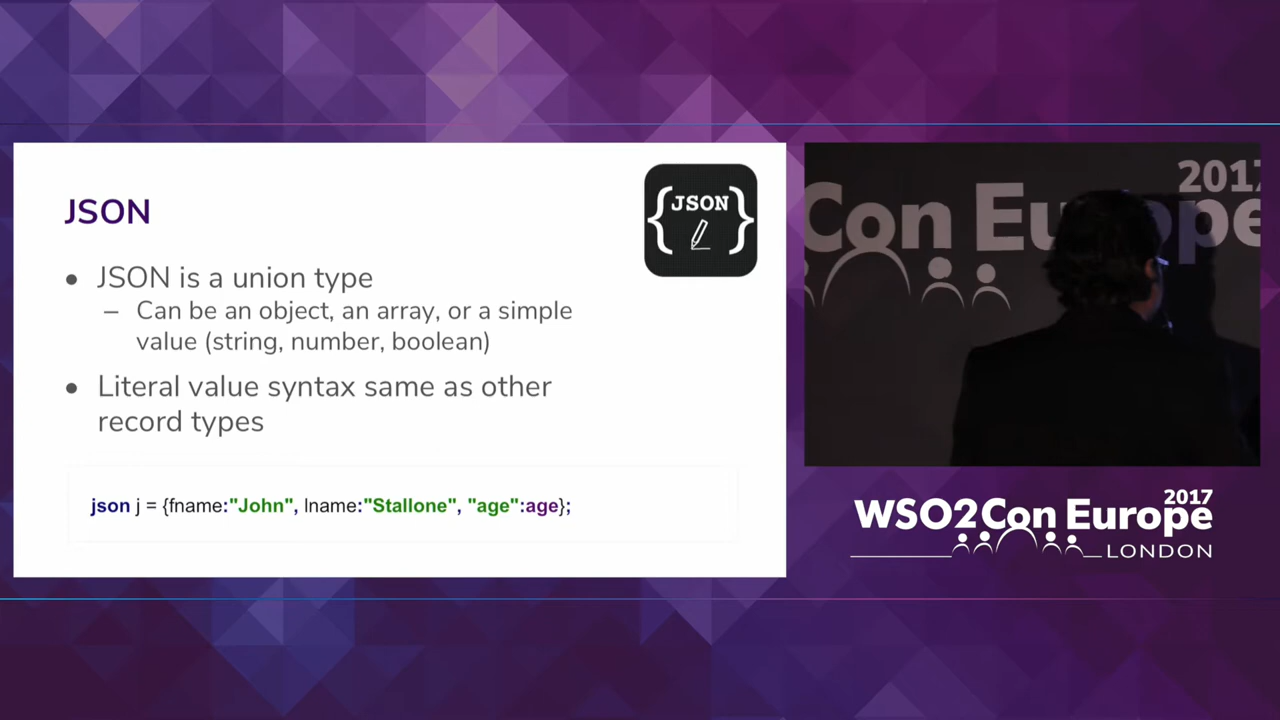 JSON
{JSON}
• JSON is a union type
– Can be an object, an array, or a simple
value (string, number, boolean)
• Literal value syntax same as other
record types
json j = {fname:"John", lname:"Stallone", "age":age};
2017
Con Eu pe
2017
WSO2Con Europe
LONDON